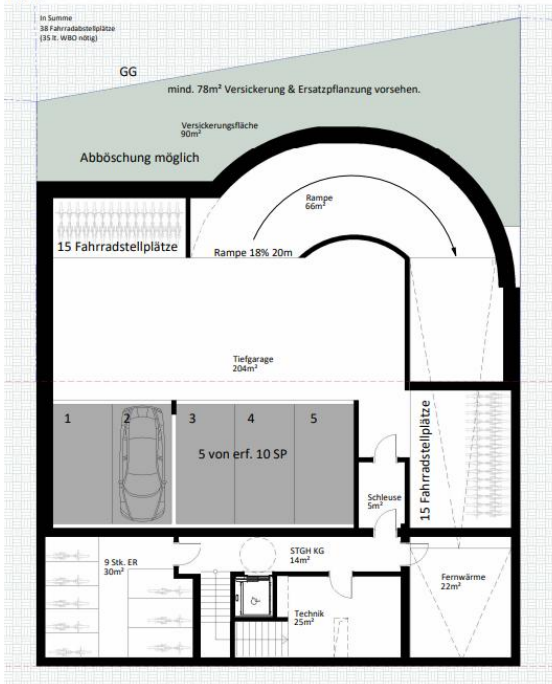 In Summe
38 Fahrradabstellplätze
(35 lt. WBO nötig)
GG
mind. 78m² Versickerung & Ersatzpflanzung vorsehen.
Versickerungsfläche
90m²
Abböschung möglich
Rampe
66m²
15 Fahrradstellplätze
Rampe 18% 20m
Tiefgarage
204m²
1
2
3
4
5
5 von erf. 10 SP
15 Fahrradstellplätze
Schleuse
5m²
9 Stk. ER
30m²
STGH KG
14m²
Fernwärme
22m²
Technik
25m²